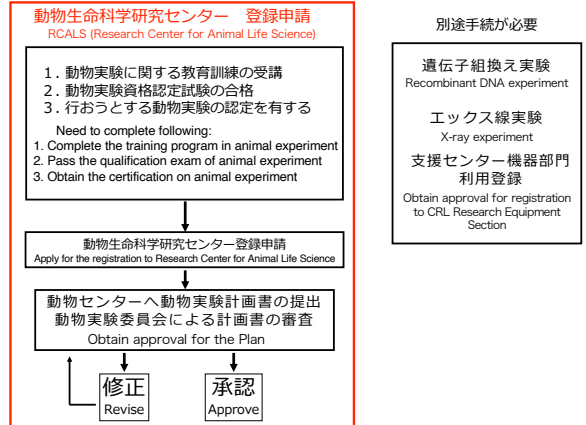 動物生命科学研究センター　登録申請
RCALS (Research Center for Animal Life Science)
1．動物実験に関する教育訓練の受講
2．動物実験資格認定試験の合格
3．行おうとする動物実験の認定を有する
Need to complete following:
1. Complete the training program in animal experiment
2. Pass the qualification exam of animal experiment
3. Obtain the certification on animal experiment
動物生命科学研究センター登録申請
Apply for the registration to Research Center for Animal Life Science
動物センターへ動物実験計画書の提出
動物実験委員会による計画書の審査
Obtain approval for the Plan
修正
Revise
承認
Approve
別途手続が必要
遺伝子組換え実験
Recombinant DNA experiment
エックス線実験
X-ray experiment
支援センター機器部門
利用登録
Obtain approval for registration
to CRL Research Equipment
Section